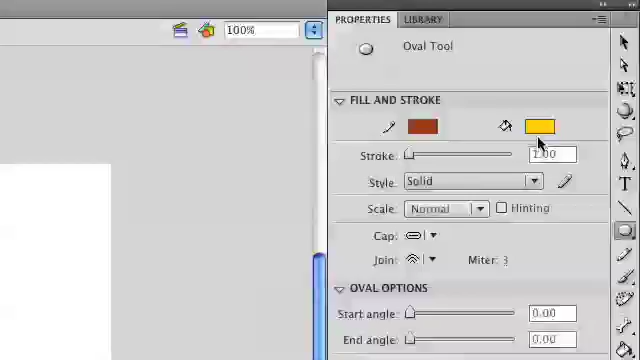 PROPERTIES LIBRARY
100%
Oval Tool
FILL AND STROKE
Stroke: 1.00
Style: Solid
Scale: Normal Hinting
Cap:
Join: Miter: 3
OVAL OPTIONS
Start angle: 0.00
End angle: 0.00